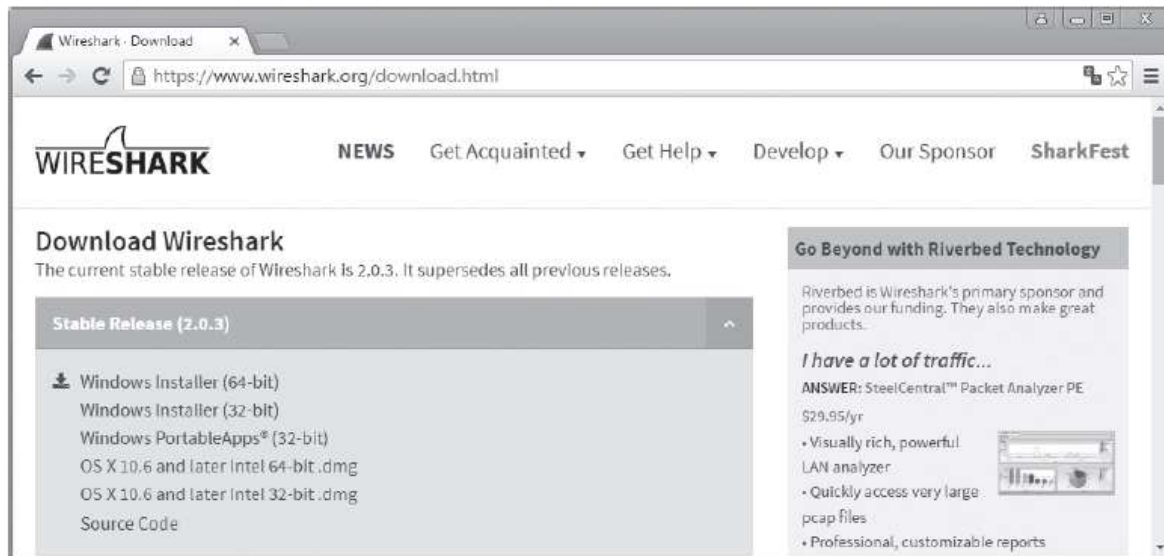 Wireshark · Download
https://www.wireshark.org/download.html
WIRESHARK
NEWS
Get Acquainted
Get Help
Develop
Our Sponsor
SharkFest
Download Wireshark
The current stable release of Wireshark is 2.0.3. It supersedes all previous releases.
Stable Release (2.0.3)
Windows Installer (64-bit)
Windows Installer (32-bit)
Windows PortableApps® (32-bit)
OS X 10.6 and later Intel 64-bit .dmg
OS X 10.6 and later Intel 32-bit .dmg
Source Code
Go Beyond with Riverbed Technology
Riverbed is Wireshark's primary sponsor and
provides our funding. They also make great
products.
I have a lot of traffic...
ANSWER: SteelCentral™ Packet Analyzer PE
$29.95/yr
• Visually rich, powerful
LAN analyzer
• Quickly access very large
pcap files
• Professional, customizable reports